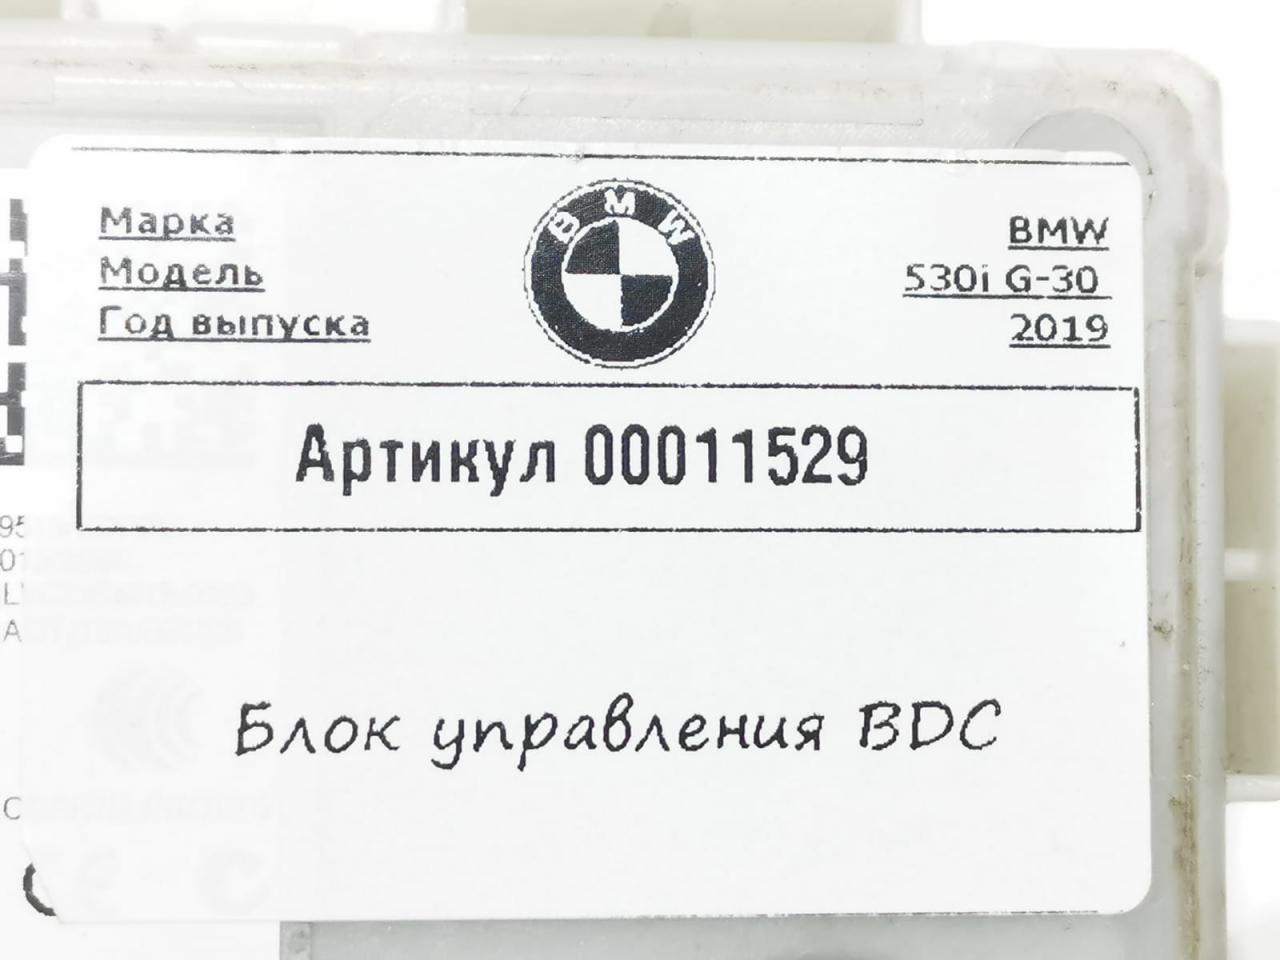 Марка BMW
Модель 530i G-30
Год выпуска 2019
BMW
Артикул 00011529
Блок управления BDC